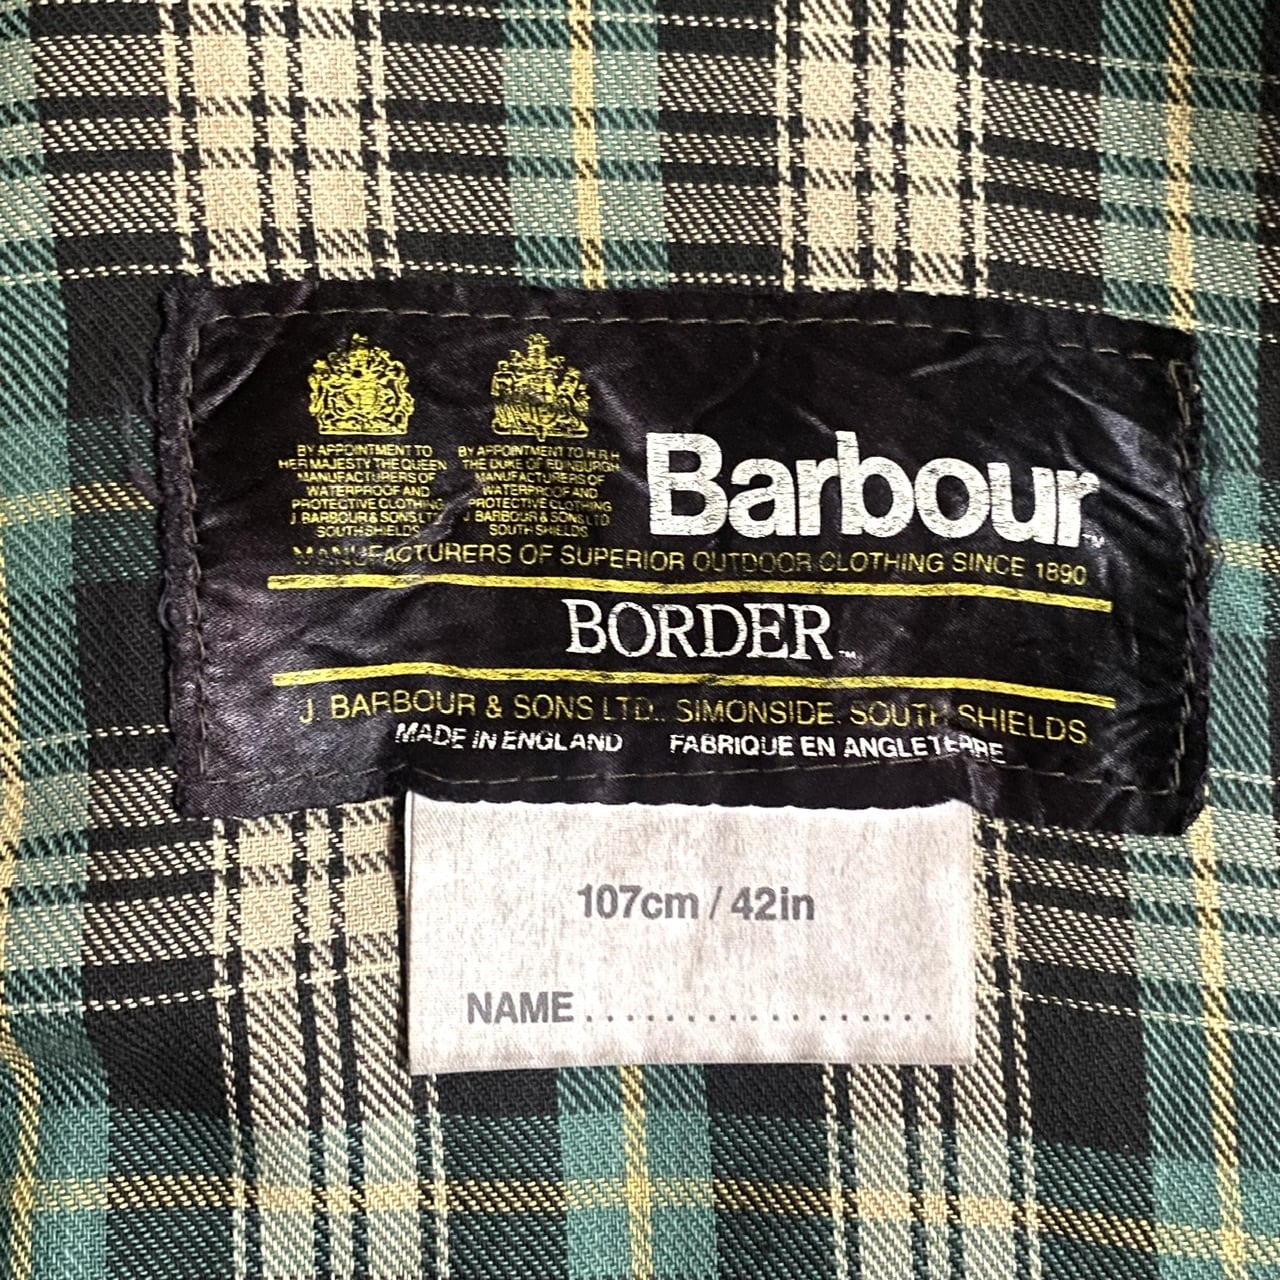 BY APPOINTMENT TO
HER MAJESTY THE QUEEN
MANUFACTURERS OF
WATERPROOF AND
PROTECTIVE CLOTHING
J. BARBOUR & SONS LTD
SOUTH SHIELDS
BY APPOINTMENT TO H.R.H.
THE DUKE OF EDINBURGH
MANUFACTURERS OF
WATERPROOF AND
PROTECTIVE CLOTHING
J. BARBOUR & SONS LTD
SOUTH SHIELDS
Barbour™
MANUFACTURERS OF SUPERIOR OUTDOOR CLOTHING SINCE 1890
BORDER™
J. BARBOUR & SONS LTD., SIMONSIDE, SOUTH SHIELDS.
MADE IN ENGLAND FABRIQUE EN ANGLETERRE
107cm / 42in
NAME..................